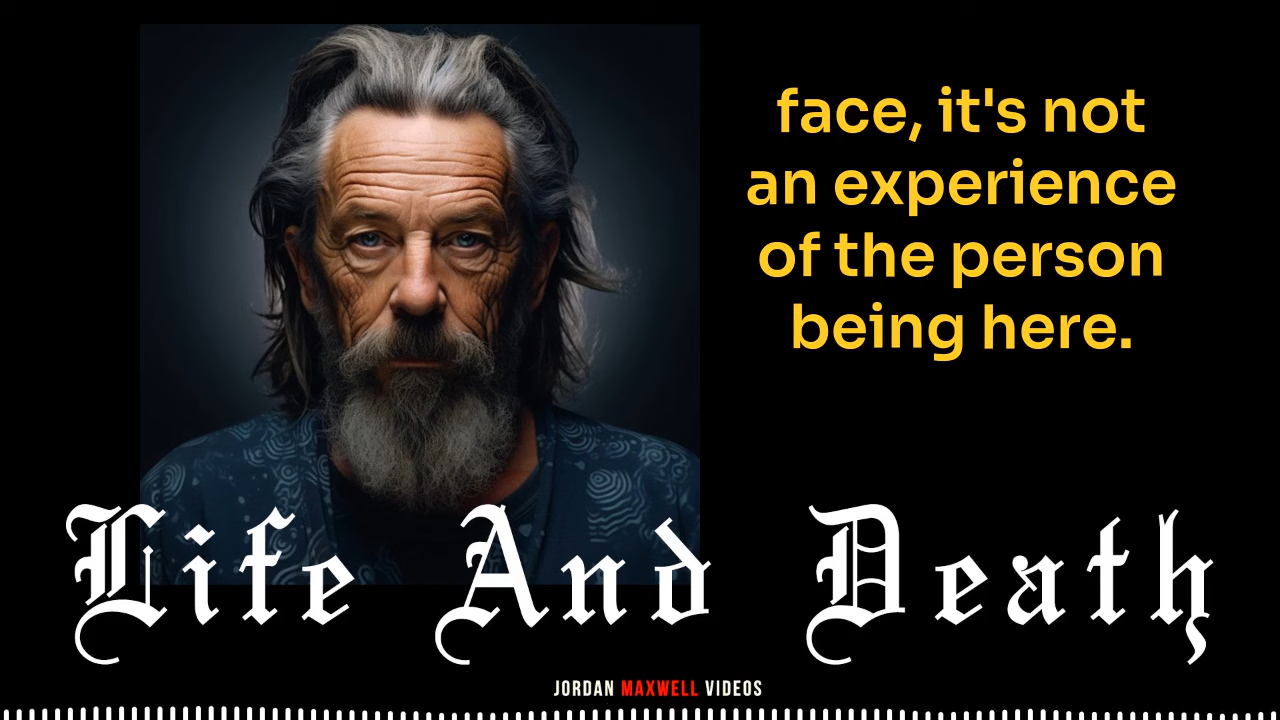 face, it's not
an experience
of the person
being here.
Life And Death
JORDAN MAXWELL VIDEOS